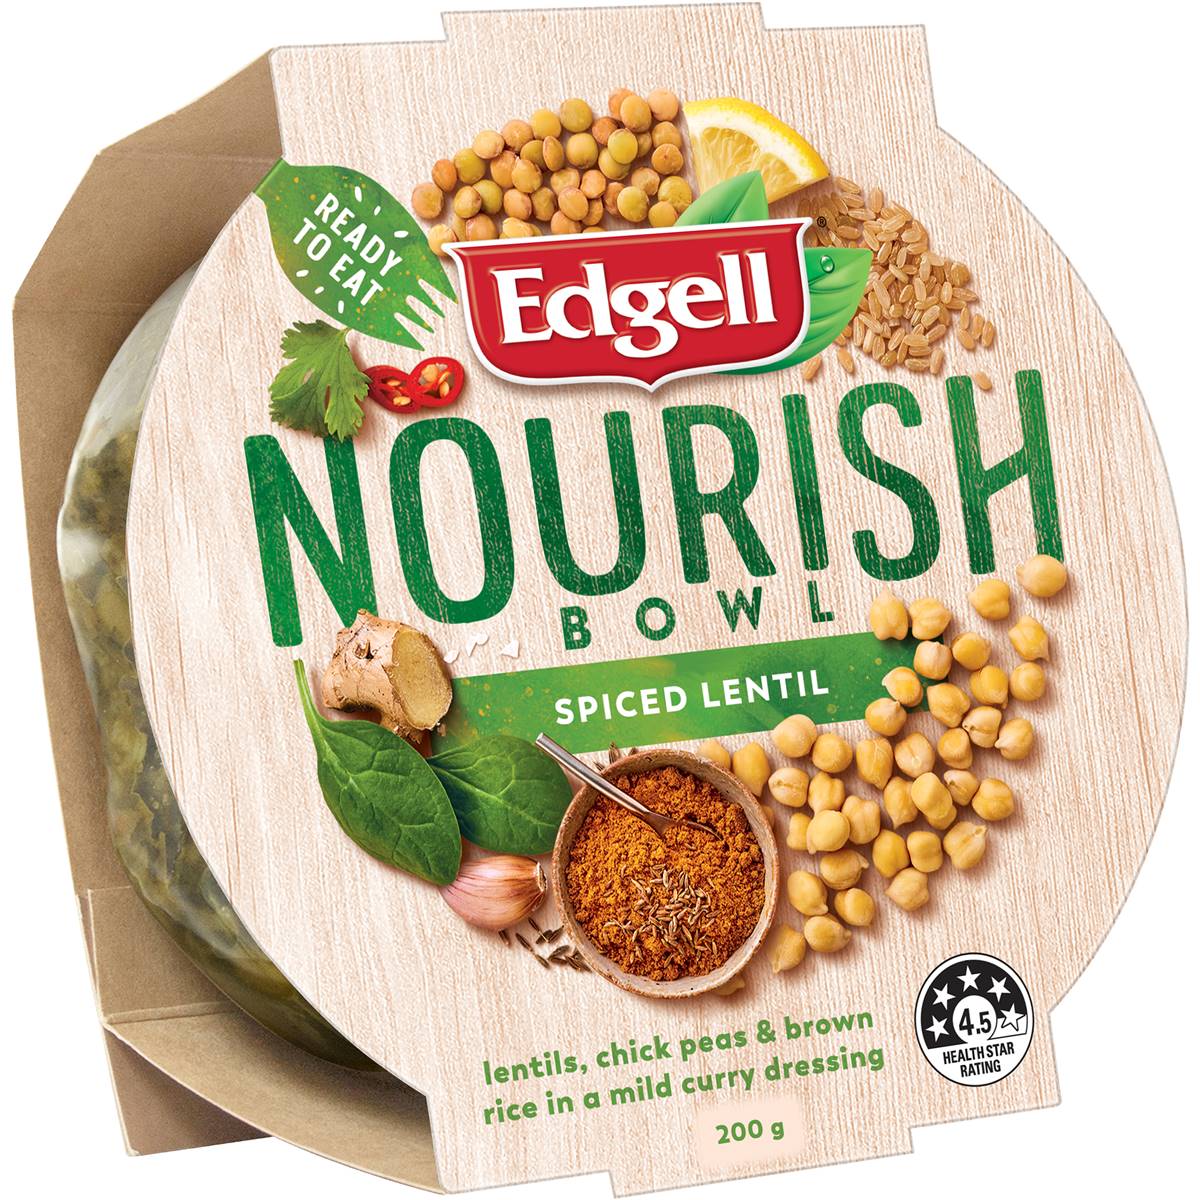 READY
TO EAT
Edgell®
NOURISH
BOWL
SPICED LENTIL
lentils, chick peas & brown
rice in a mild curry dressing
200 g
4.5
HEALTH STAR
RATING